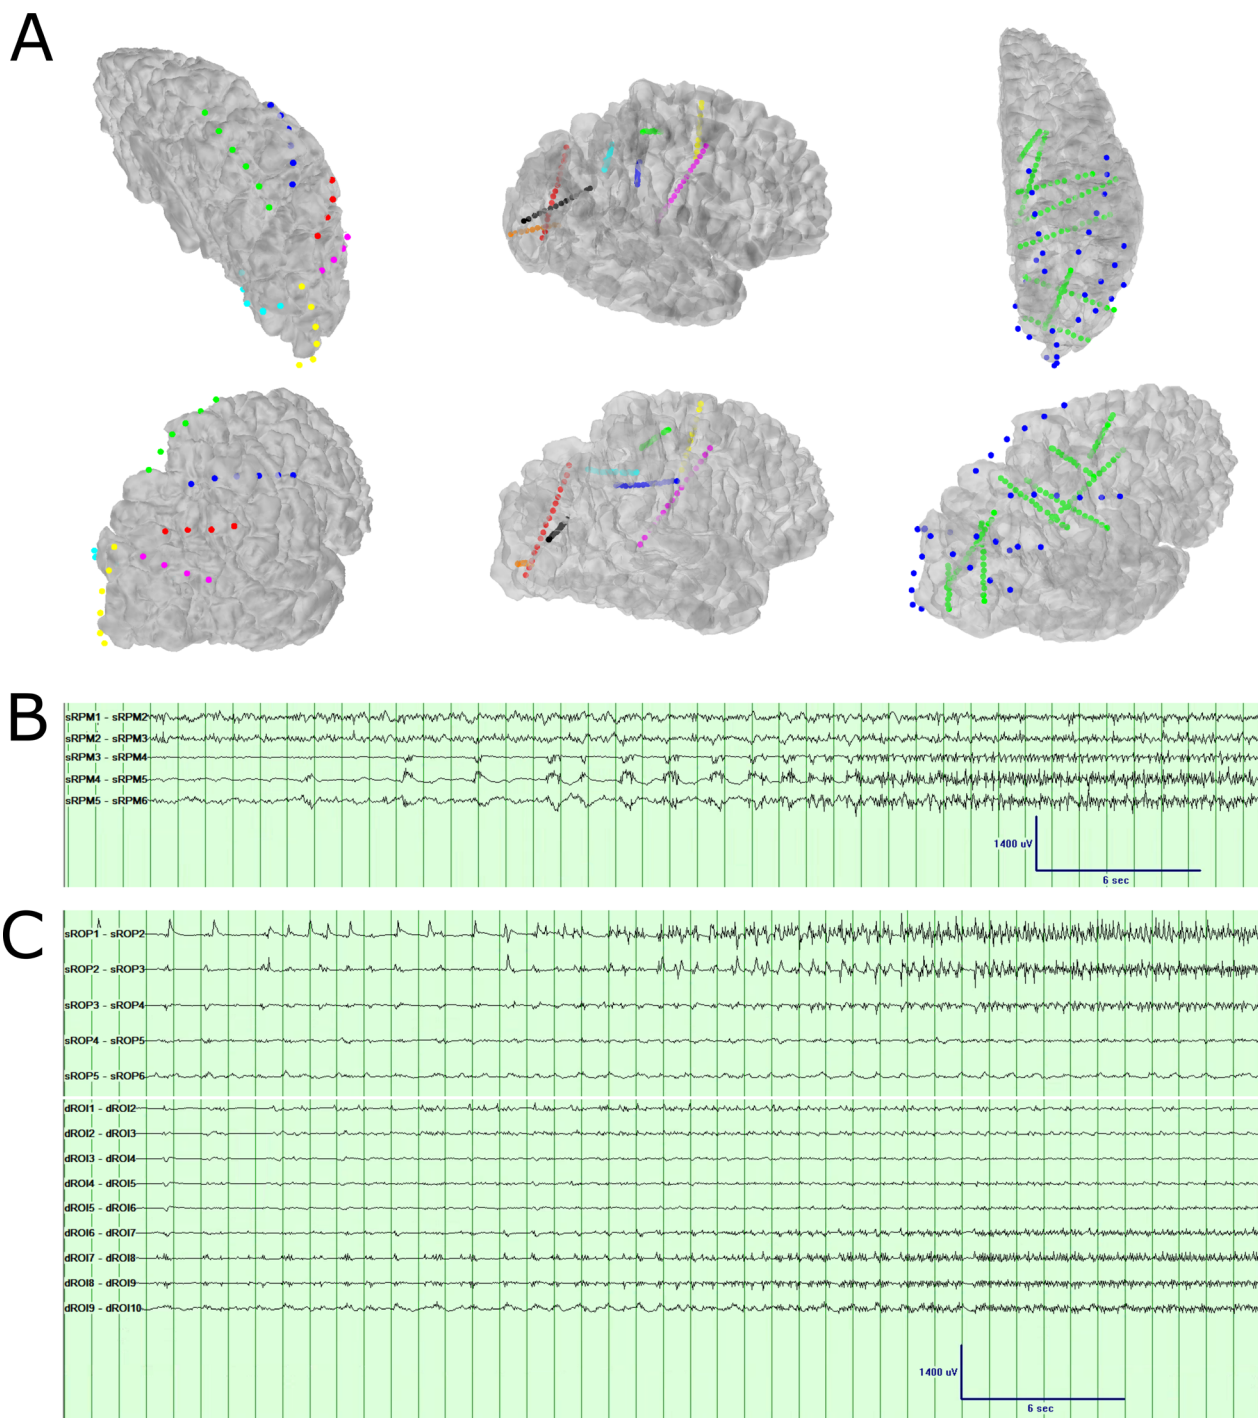 A
B
sRPM1 - sRPM2
sRPM2 - sRPM3
sRPM3 - sRPM4
sRPM4 - sRPM5
sRPM5 - sRPM6
1400 uV
6 sec
C
sROP1 - sROP2
sROP2 - sROP3
sROP3 - sROP4
sROP4 - sROP5
sROP5 - sROP6
dROI1 - dROI2
dROI2 - dROI3
dROI3 - dROI4
dROI4 - dROI5
dROI5 - dROI6
dROI6 - dROI7
dROI7 - dROI8
dROI8 - dROI9
dROI9 - dROI10
1400 uV
6 sec